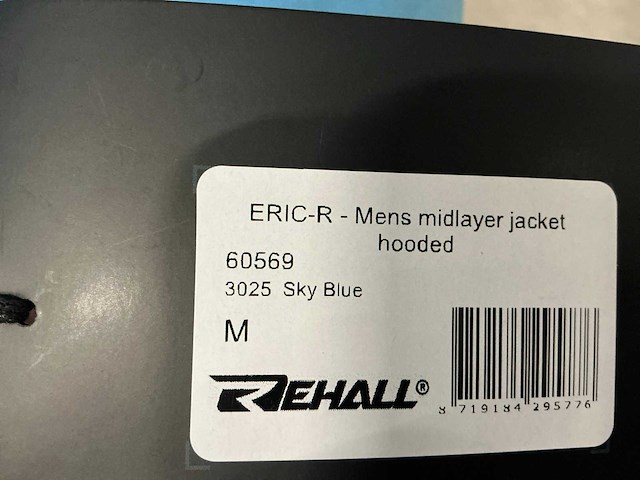 ERIC-R - Mens midlayer jacket
hooded
60569
3025 Sky Blue
M
REHALL®
8 719184 295776